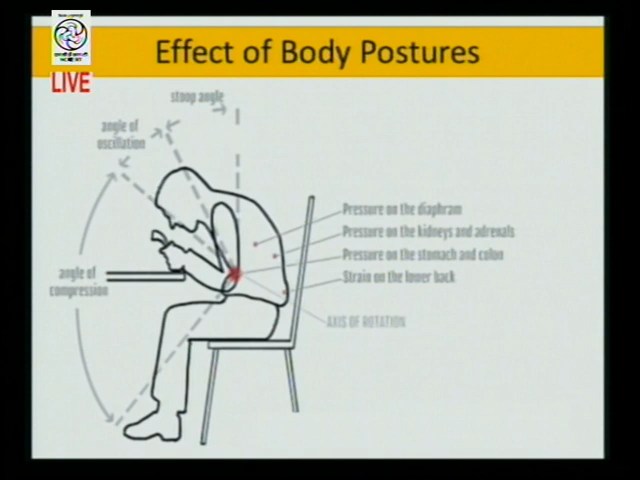 Effect of Body Postures
LIVE
stoop angle
angle of
oscillation
Pressure on the diaphram
Pressure on the kidneys and adrenals
Pressure on the stomach and colon
Strain on the lower back
angle of
compression
AXIS OF ROTATION